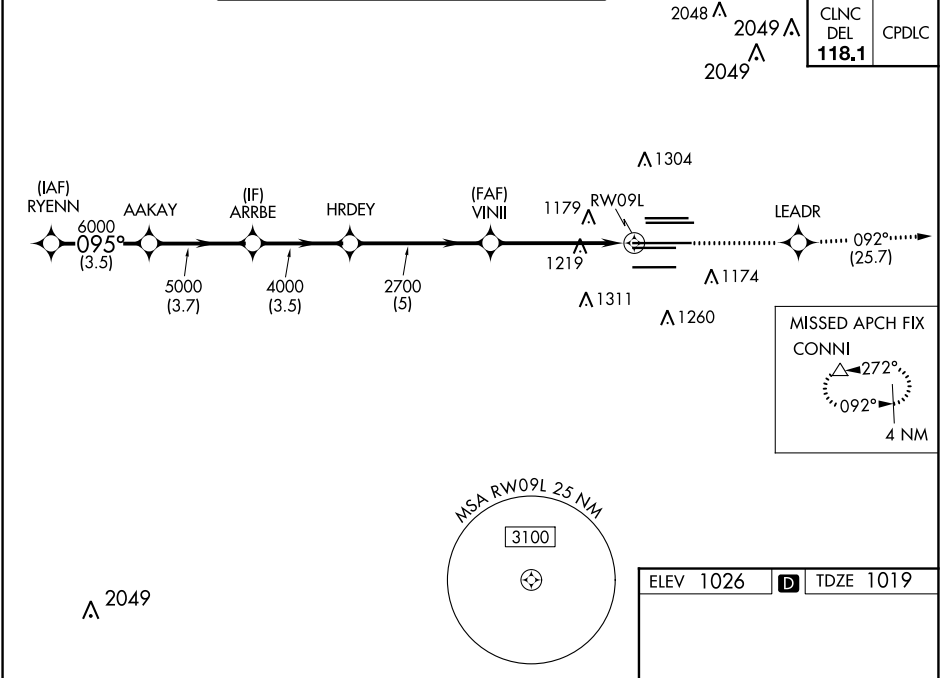 2048
2049
2049
CLNC
DEL
118.1
CPDLC
1304
(IAF)
RYENN
AAKAY
(IF)
ARRBE
HRDEY
(FAF)
VINII
1179
RW09L
LEADR
6000
095°
(3.5)
5000
(3.7)
4000
(3.5)
2700
(5)
1219
1174
092°
(25.7)
1311
1260
MISSED APCH FIX
CONNI
272°
092°
4 NM
MSA RW09L 25 NM
3100
2049
ELEV 1026 D TDZE 1019